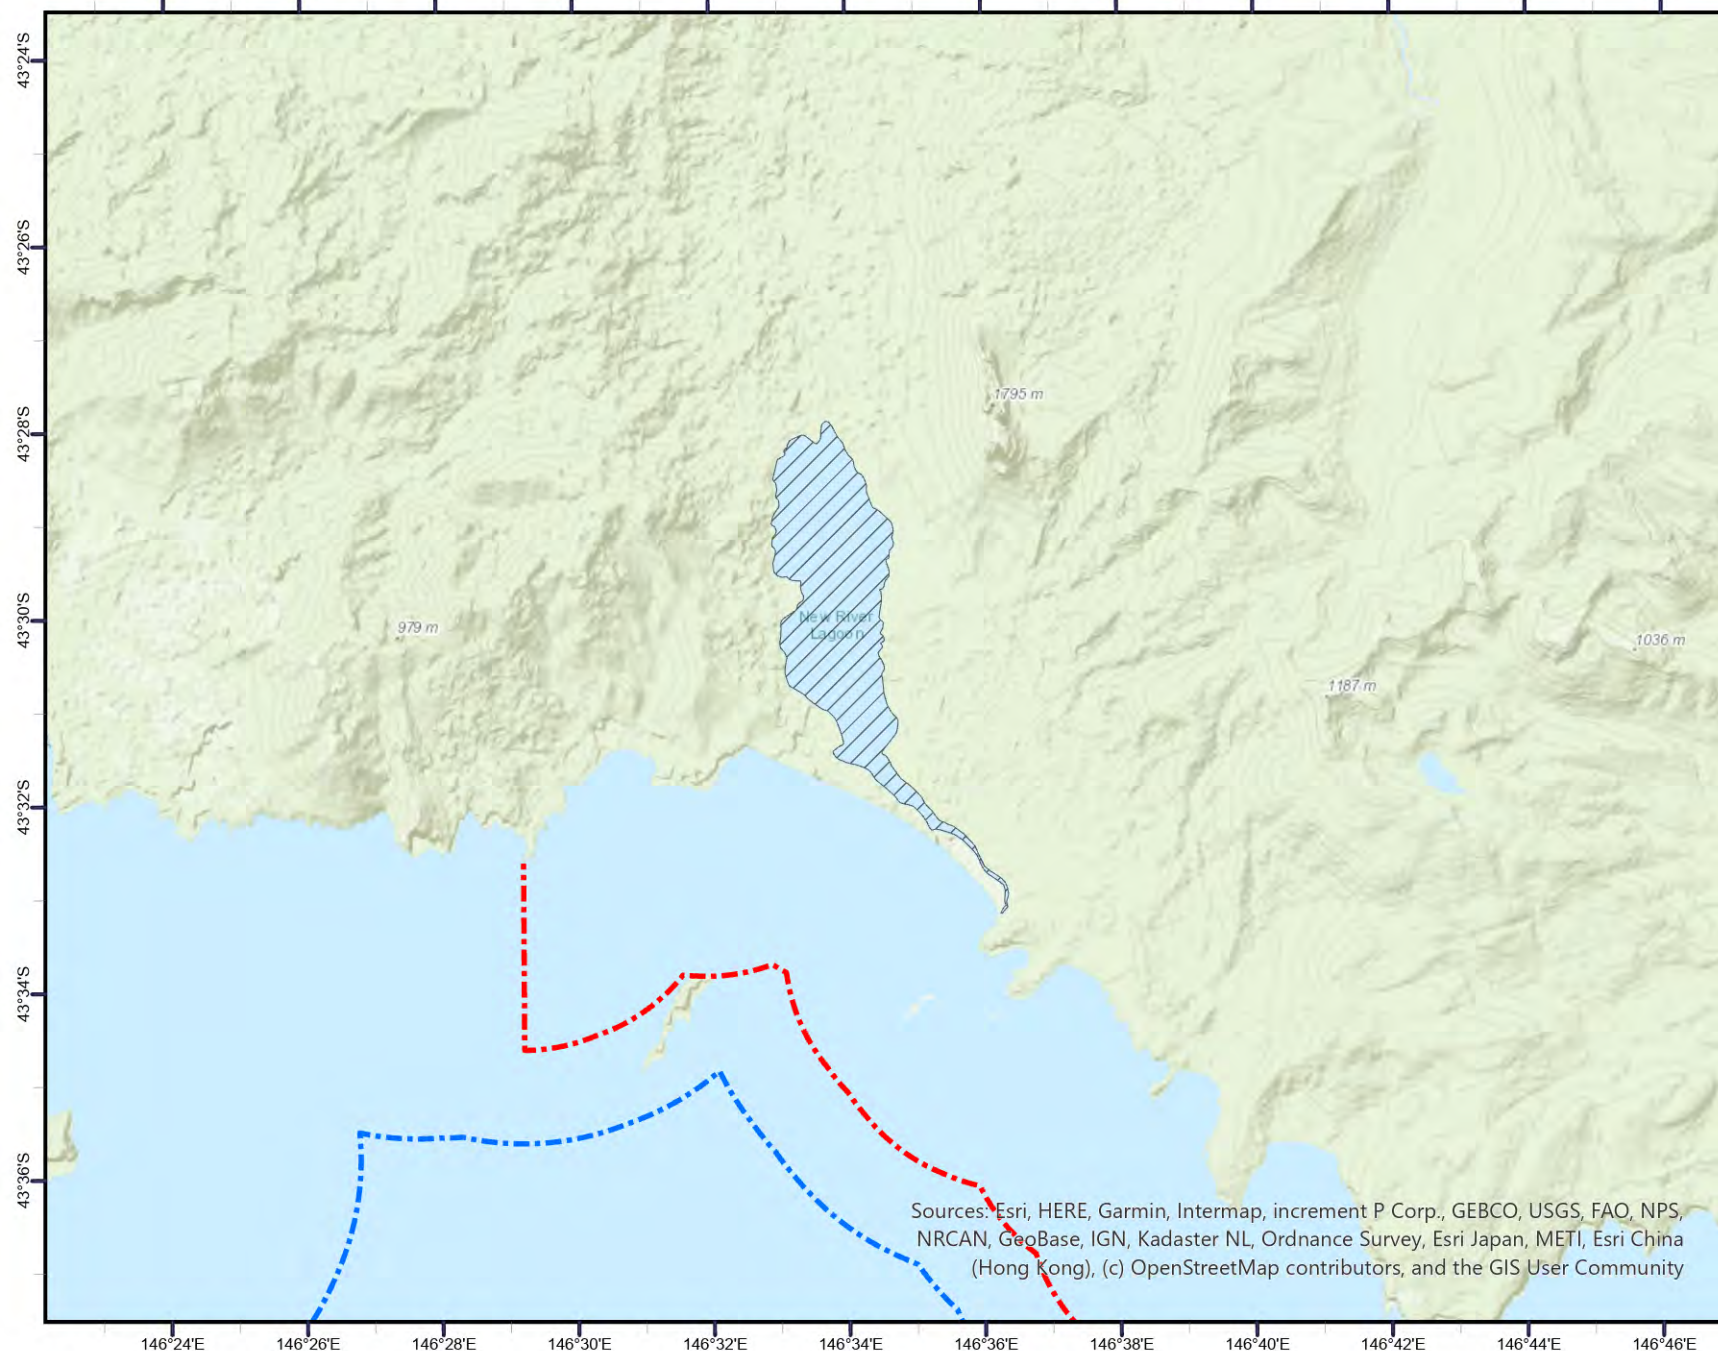 43°24'S
43°26'S
1795 m
43°28'S
43°30'S
New River
Lagoon
979 m
1036 m
1187 m
43°32'S
43°34'S
43°36'S
Sources: Esri, HERE, Garmin, Intermap, increment P Corp., GEBCO, USGS, FAO, NPS,
NRCAN, GeoBase, IGN, Kadaster NL, Ordnance Survey, Esri Japan, METI, Esri China
(Hong Kong), (c) OpenStreetMap contributors, and the GIS User Community
146°24'E 146°26'E 146°28'E 146°30'E 146°32'E 146°34'E 146°36'E 146°38'E 146°40'E 146°42'E 146°44'E 146°46'E